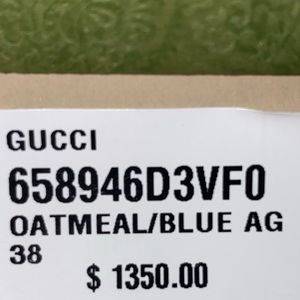 GUCCI
658946D3VF0
OATMEAL/BLUE AG
38
$ 1350.00